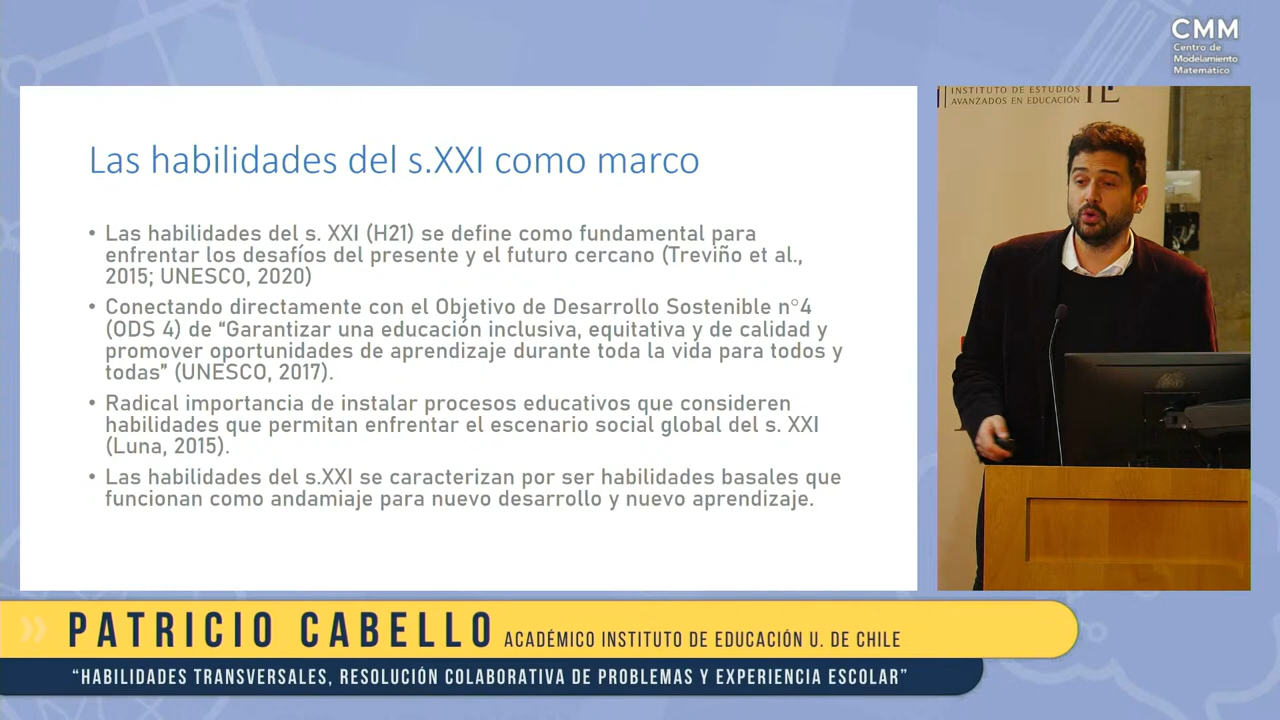 CMM
Centro de
Modelamiento
Matemático
INSTITUTO DE ESTUDIOS
AVANZADOS EN EDUCACIÓN
IE
Las habilidades del s.XXI como marco
• Las habilidades del s. XXI (H21) se define como fundamental para
enfrentar los desafíos del presente y el futuro cercano (Treviño et al.,
2015; UNESCO, 2020)
• Conectando directamente con el Objetivo de Desarrollo Sostenible n°4
(ODS 4) de “Garantizar una educación inclusiva, equitativa y de calidad y
promover oportunidades de aprendizaje durante toda la vida para todos y
todas” (UNESCO, 2017).
• Radical importancia de instalar procesos educativos que consideren
habilidades que permitan enfrentar el escenario social global del s. XXI
(Luna, 2015).
• Las habilidades del s.XXI se caracterizan por ser habilidades basales que
funcionan como andamiaje para nuevo desarrollo y nuevo aprendizaje.
PATRICIO CABELLO ACADÉMICO INSTITUTO DE EDUCACIÓN U. DE CHILE
“HABILIDADES TRANSVERSALES, RESOLUCIÓN COLABORATIVA DE PROBLEMAS Y EXPERIENCIA ESCOLAR”